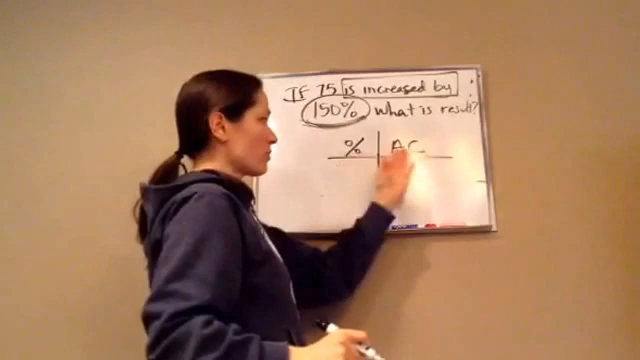 If 75 is increased by
150% what is result?
% | AC